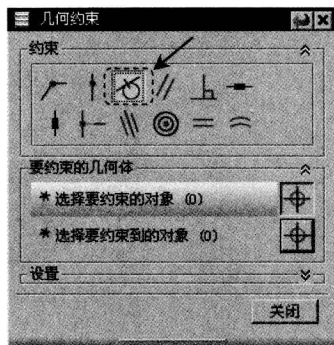 几何约束
约束
要约束的几何体
* 选择要约束的对象 (0)
* 选择要约束到的对象 (0)
设置
关闭